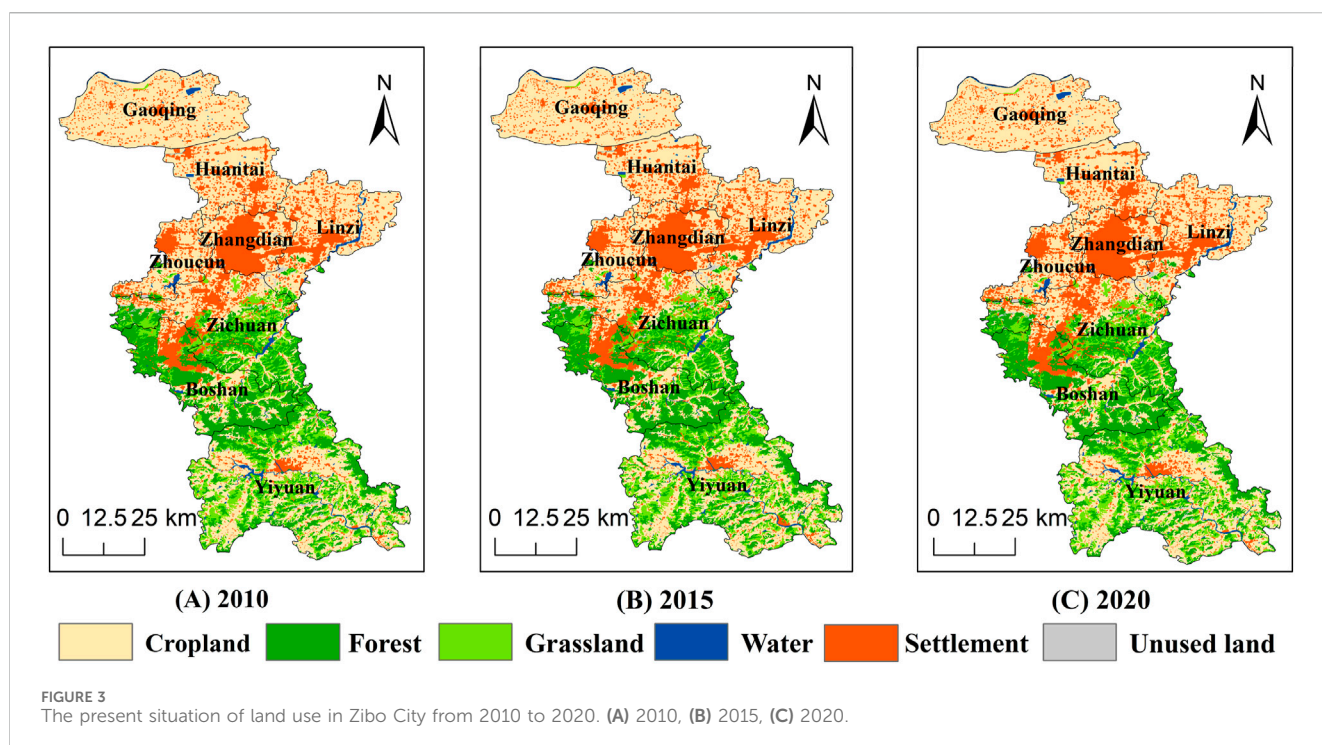 N
Gaoqing
Huantai
Zhangdian
Linzi
Zhoucun
Zichuan
Boshan
Yiyuan
0 12.5 25 km
(A) 2010
N
Gaoqing
Huantai
Zhangdian
Linzi
Zhoucun
Zichuan
Boshan
Yiyuan
0 12.5 25 km
(B) 2015
N
Gaoqing
Huantai
Zhangdian
Linzi
Zhoucun
Zichuan
Boshan
Yiyuan
0 12.5 25 km
(C) 2020
Cropland Forest Grassland Water Settlement Unused land
FIGURE 3
The present situation of land use in Zibo City from 2010 to 2020. (A) 2010, (B) 2015, (C) 2020.